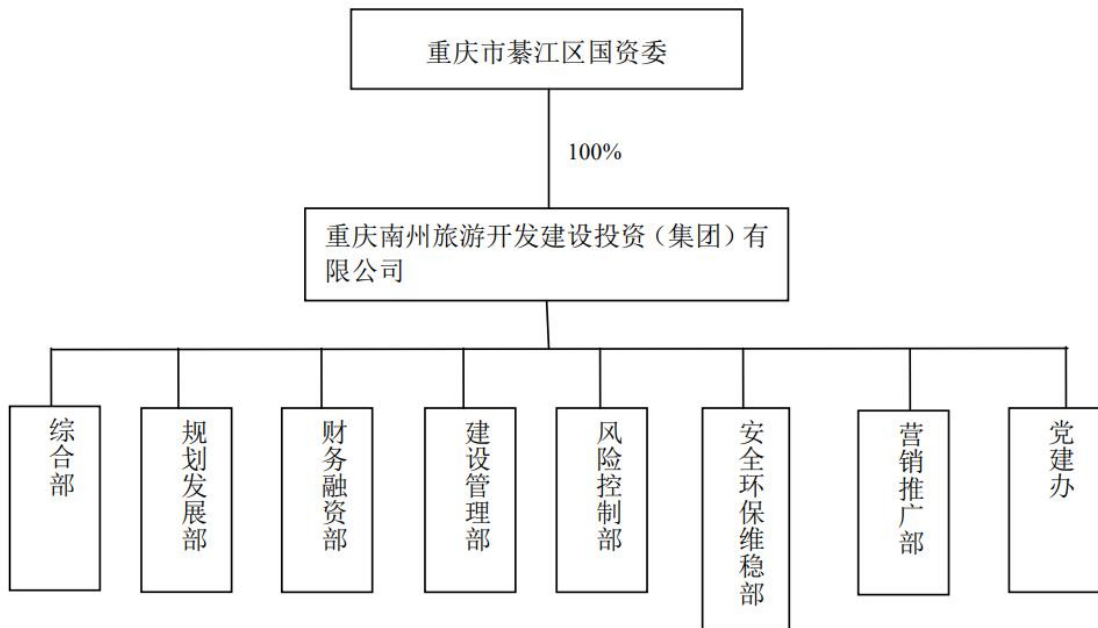 重庆市綦江区国资委
100%
重庆南州旅游开发建设投资（集团）有
限公司
综合部
规划发展部
财务融资部
建设管理部
风险控制部
安全环保维稳部
营销推广部
党建办